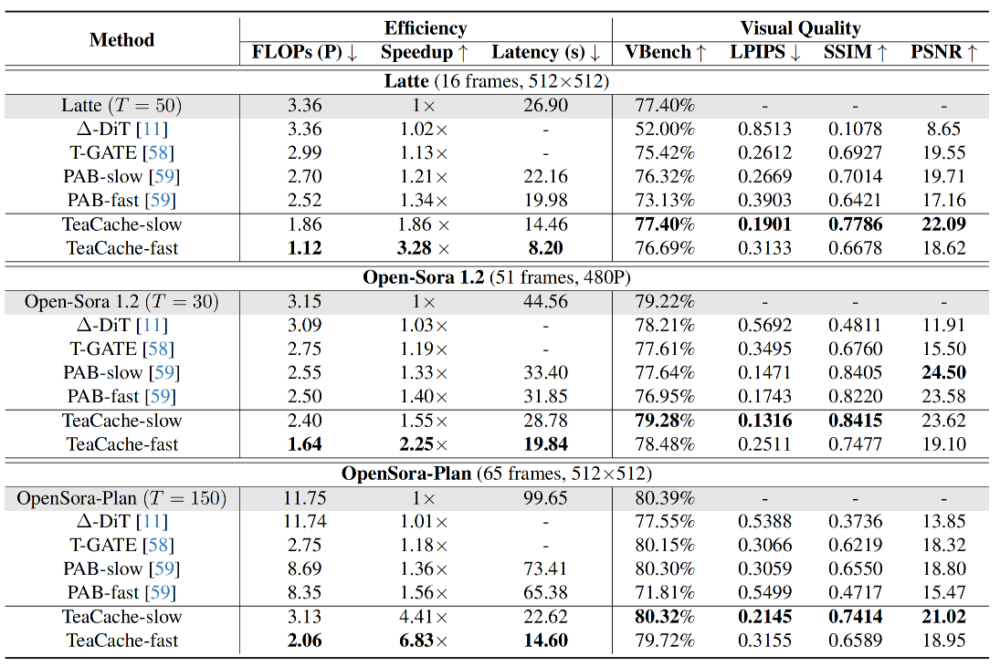 Method Efficiency Visual Quality
FLOPs (P) ↓ Speedup ↑ Latency (s) ↓ VBench ↑ LPIPS ↓ SSIM ↑ PSNR ↑
Latte (16 frames, 512×512)
Latte (T = 50) 3.36 1× 26.90 77.40% - - -
Δ-DiT [11] 3.36 1.02× - 52.00% 0.8513 0.1078 8.65
T-GATE [58] 2.99 1.13× - 75.42% 0.2612 0.6927 19.55
PAB-slow [59] 2.70 1.21× 22.16 76.32% 0.2669 0.7014 19.71
PAB-fast [59] 2.52 1.34× 19.98 73.13% 0.3903 0.6421 17.16
TeaCache-slow 1.86 1.86 × 14.46 77.40% 0.1901 0.7786 22.09
TeaCache-fast 1.12 3.28 × 8.20 76.69% 0.3133 0.6678 18.62
Open-Sora 1.2 (51 frames, 480P)
Open-Sora 1.2 (T = 30) 3.15 1× 44.56 79.22% - - -
Δ-DiT [11] 3.09 1.03× - 78.21% 0.5692 0.4811 11.91
T-GATE [58] 2.75 1.19× - 77.61% 0.3495 0.6760 15.50
PAB-slow [59] 2.55 1.33× 33.40 77.64% 0.1471 0.8405 24.50
PAB-fast [59] 2.50 1.40× 31.85 76.95% 0.1743 0.8220 23.58
TeaCache-slow 2.40 1.55× 28.78 79.28% 0.1316 0.8415 23.62
TeaCache-fast 1.64 2.25× 19.84 78.48% 0.2511 0.7477 19.10
OpenSora-Plan (65 frames, 512×512)
OpenSora-Plan (T = 150) 11.75 1× 99.65 80.39% - - -
Δ-DiT [11] 11.74 1.01× - 77.55% 0.5388 0.3736 13.85
T-GATE [58] 2.75 1.18× - 80.15% 0.3066 0.6219 18.32
PAB-slow [59] 8.69 1.36× 73.41 80.30% 0.3059 0.6550 18.80
PAB-fast [59] 8.35 1.56× 65.38 71.81% 0.5499 0.4717 15.47
TeaCache-slow 3.13 4.41× 22.62 80.32% 0.2145 0.7414 21.02
TeaCache-fast 2.06 6.83× 14.60 79.72% 0.3155 0.6589 18.95